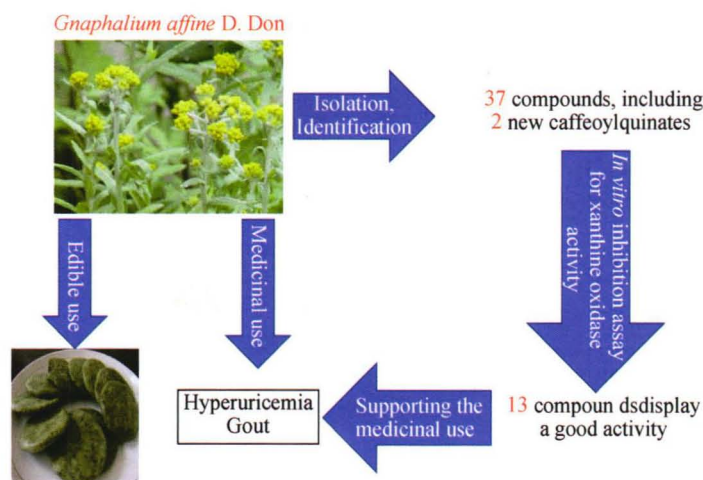 Gnaphalium affine D. Don
Isolation,
Identification
37 compounds, including
2 new caffeoylquinates
In vitro inhibition assay
for xanthine oxidase
activity
Edible use
Medicinal use
Hyperuricemia
Gout
Supporting the
medicinal use
13 compoun dsdisplay
a good activity